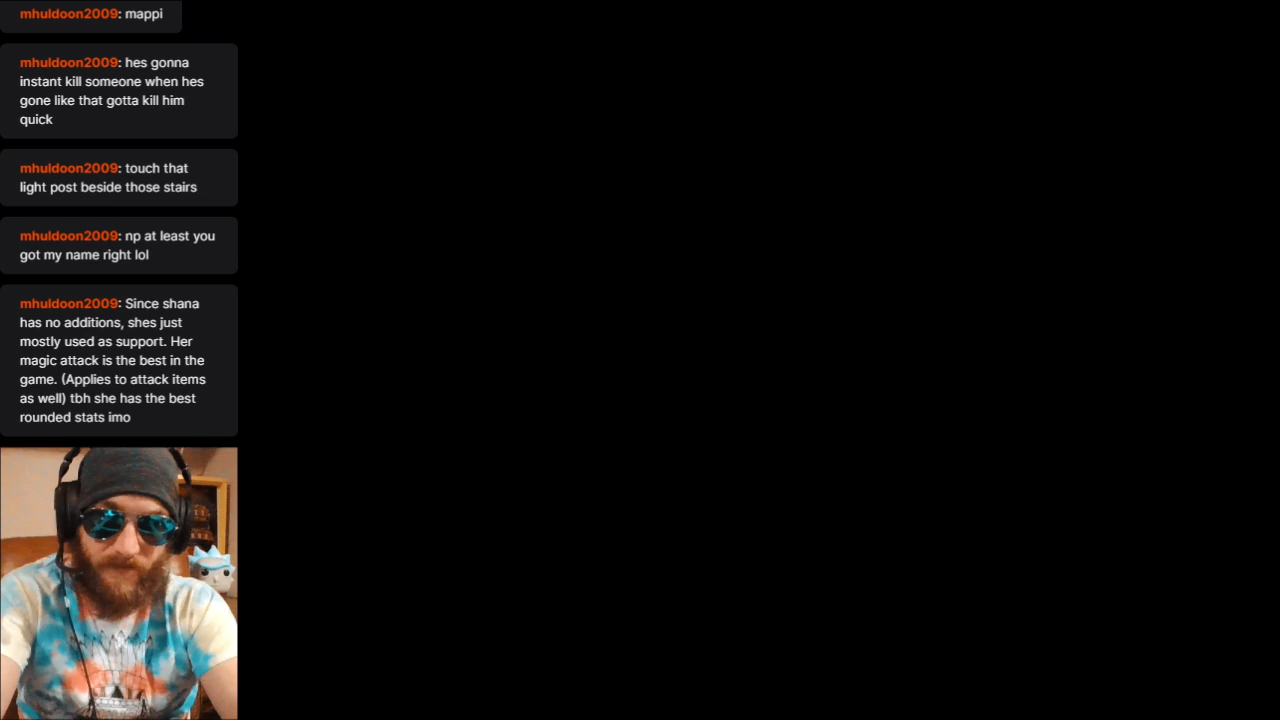 mhuldoon2009: mappi
mhuldoon2009: hes gonna
instant kill someone when hes
gone like that gotta kill him
quick
mhuldoon2009: touch that
light post beside those stairs
mhuldoon2009: np at least you
got my name right lol
mhuldoon2009: Since shana
has no additions, shes just
mostly used as support. Her
magic attack is the best in the
game. (Applies to attack items
as well) tbh she has the best
rounded stats imo